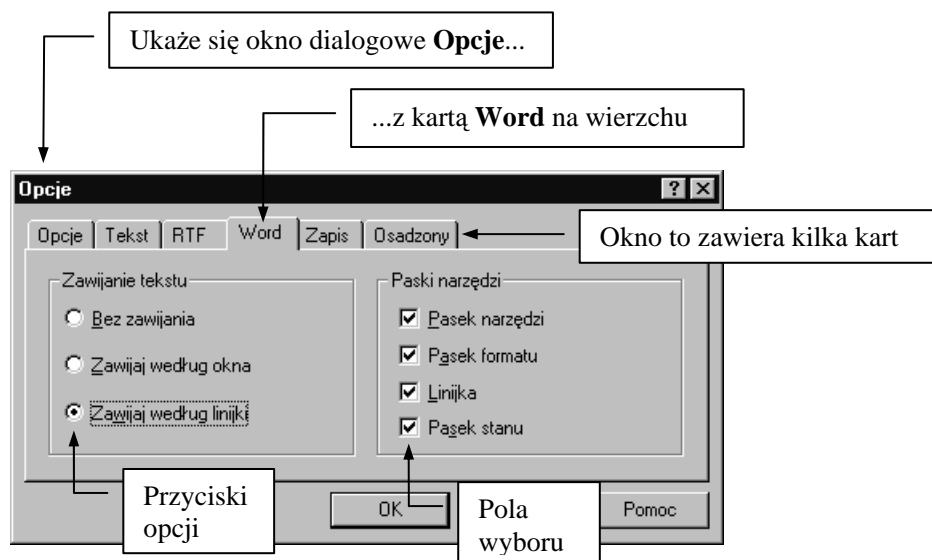 Ukaże się okno dialogowe Opcje...
...z kartą Word na wierzchu
Opcje
Opcje Tekst RTF Word Zapis Osadzony
Okno to zawiera kilka kart
Zawijanie tekstu
Bez zawijania
Zawijaj według okna
Zawijaj według linijki
Paski narzędzi
Pasek narzędzi
Pasek formatu
Linijka
Pasek stanu
Przyciski
opcji
OK
Pola
wyboru
Pomoc